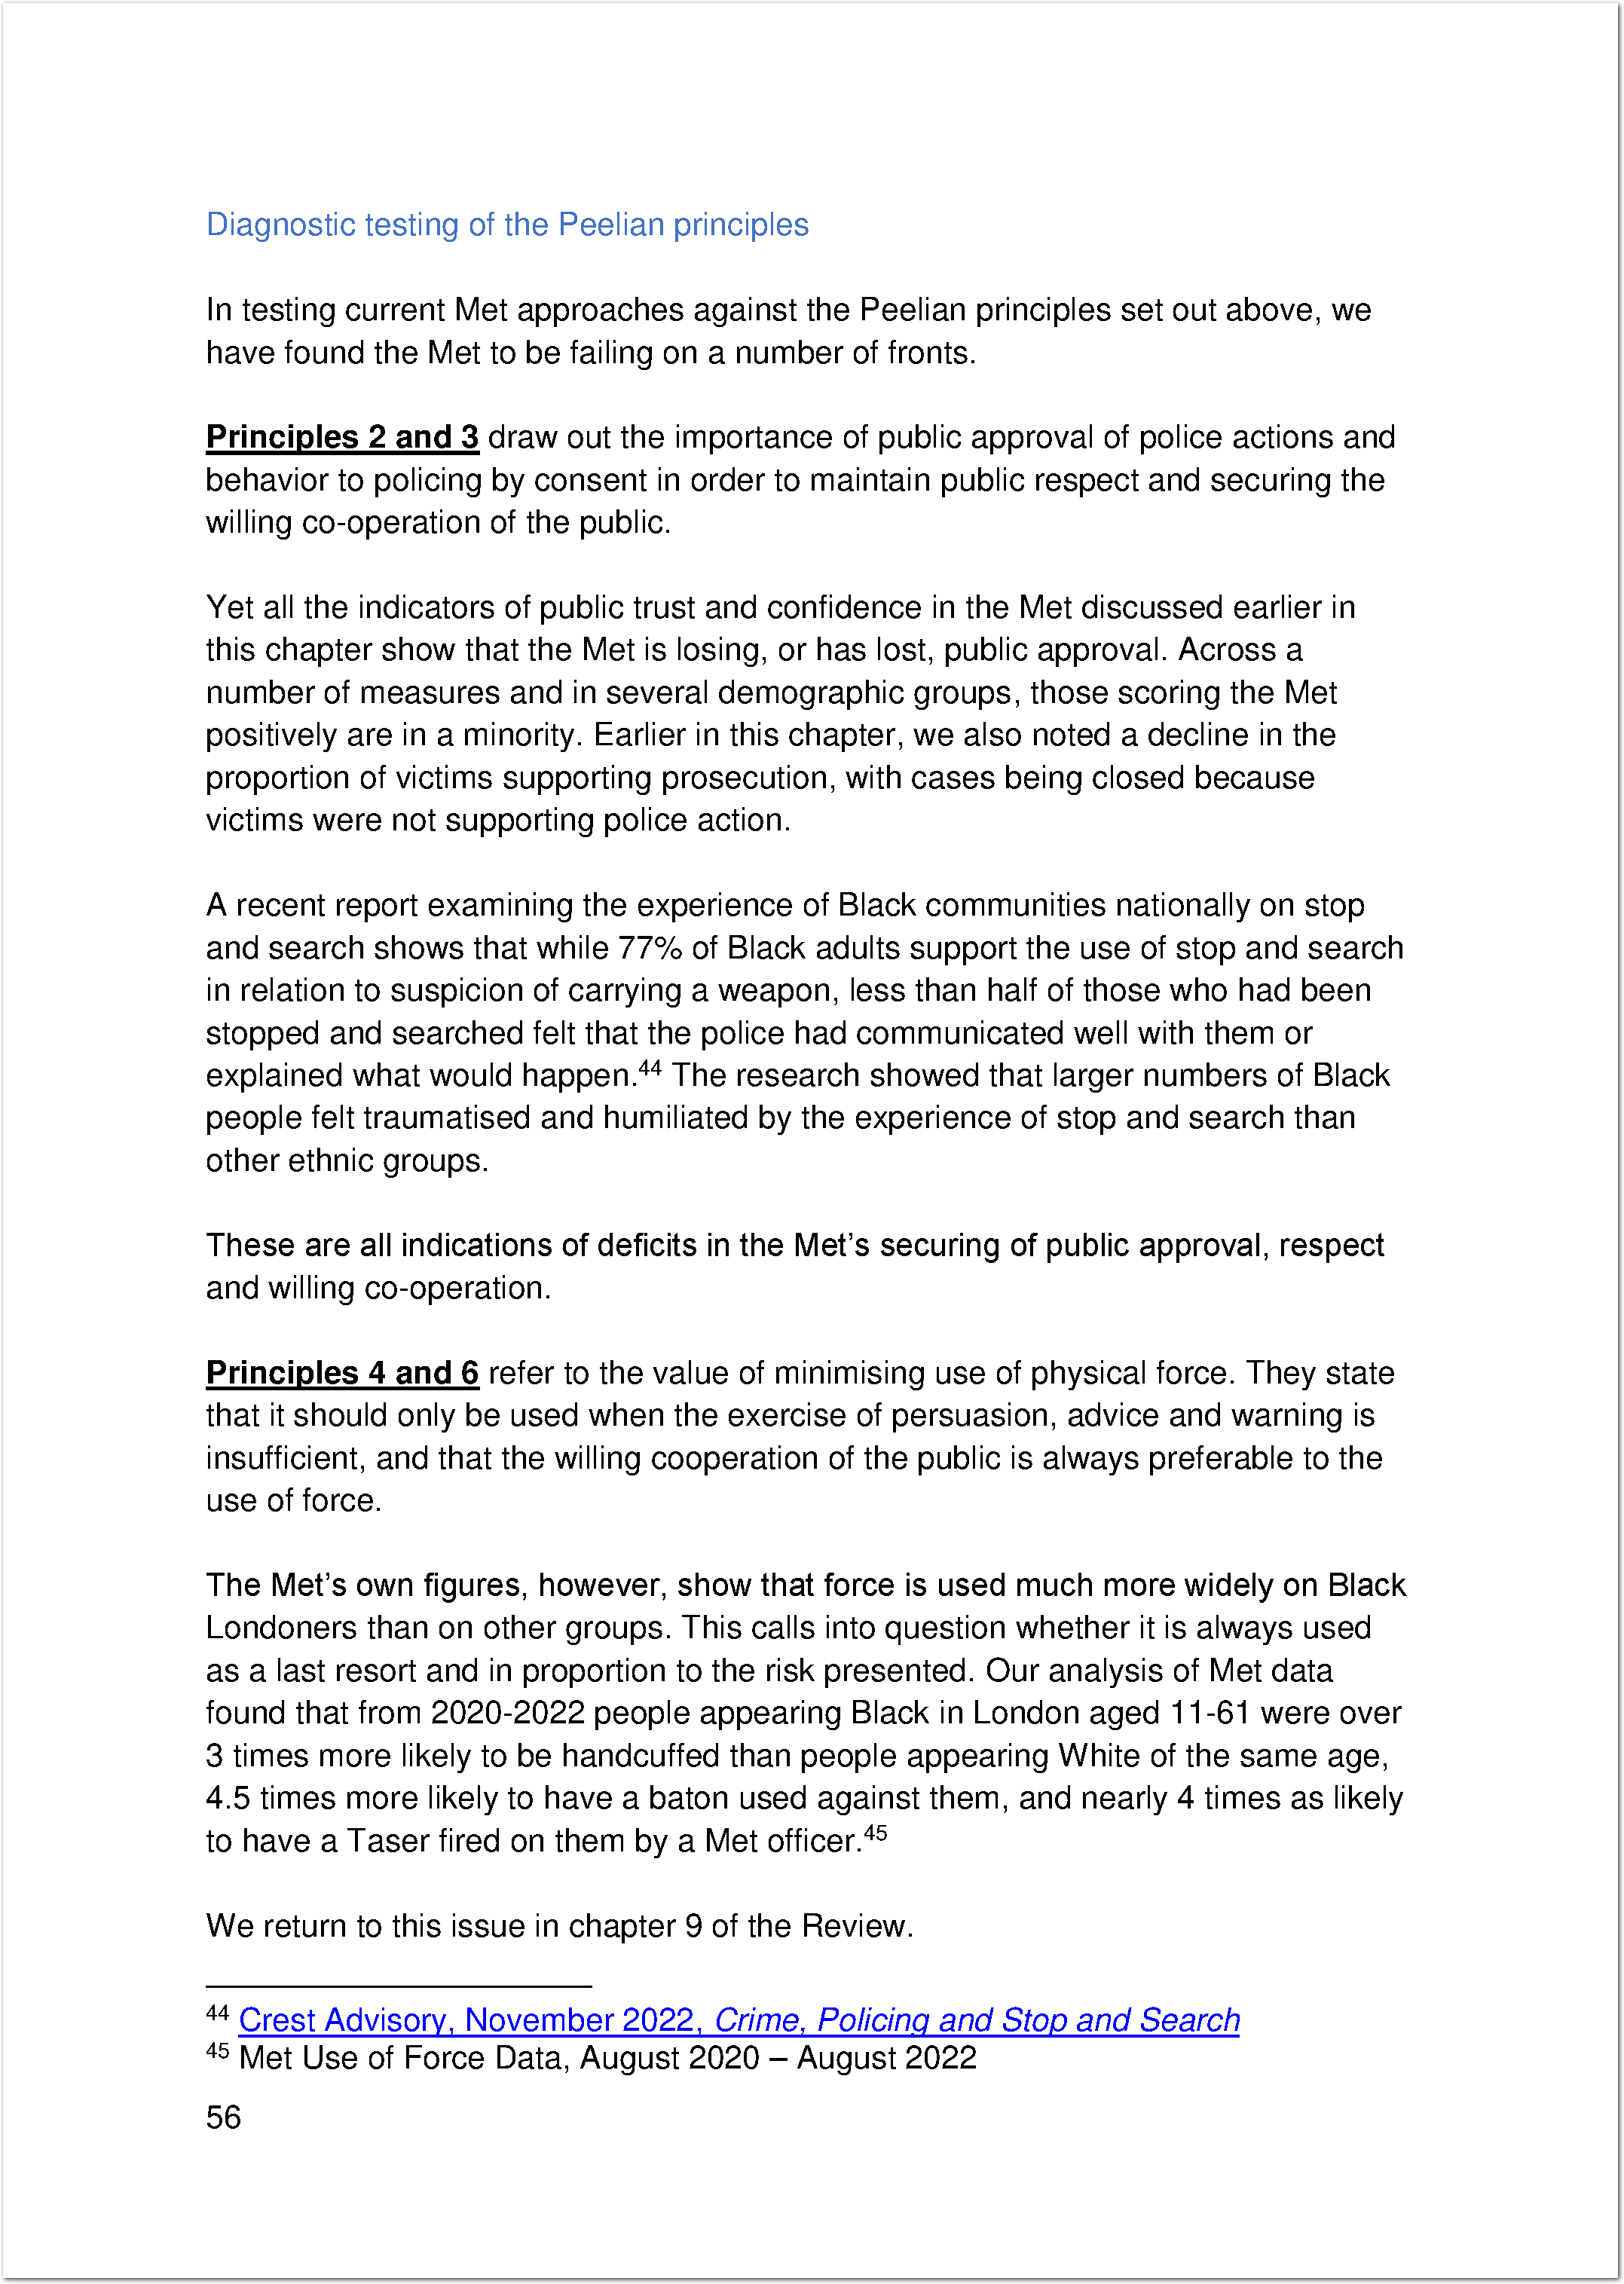 Diagnostic testing of the Peelian principles
In testing current Met approaches against the Peelian principles set out above, we
have found the Met to be failing on a number of fronts.
Principles 2 and 3 draw out the importance of public approval of police actions and
behavior to policing by consent in order to maintain public respect and securing the
willing co-operation of the public.
Yet all the indicators of public trust and confidence in the Met discussed earlier in
this chapter show that the Met is losing, or has lost, public approval. Across a
number of measures and in several demographic groups, those scoring the Met
positively are in a minority. Earlier in this chapter, we also noted a decline in the
proportion of victims supporting prosecution, with cases being closed because
victims were not supporting police action.
A recent report examining the experience of Black communities nationally on stop
and search shows that while 77% of Black adults support the use of stop and search
in relation to suspicion of carrying a weapon, less than half of those who had been
stopped and searched felt that the police had communicated well with them or
explained what would happen.44 The research showed that larger numbers of Black
people felt traumatised and humiliated by the experience of stop and search than
other ethnic groups.
These are all indications of deficits in the Met’s securing of public approval, respect
and willing co-operation.
Principles 4 and 6 refer to the value of minimising use of physical force. They state
that it should only be used when the exercise of persuasion, advice and warning is
insufficient, and that the willing cooperation of the public is always preferable to the
use of force.
The Met’s own figures, however, show that force is used much more widely on Black
Londoners than on other groups. This calls into question whether it is always used
as a last resort and in proportion to the risk presented. Our analysis of Met data
found that from 2020-2022 people appearing Black in London aged 11-61 were over
3 times more likely to be handcuffed than people appearing White of the same age,
4.5 times more likely to have a baton used against them, and nearly 4 times as likely
to have a Taser fired on them by a Met officer.45
We return to this issue in chapter 9 of the Review.
44 Crest Advisory, November 2022, Crime, Policing and Stop and Search
45 Met Use of Force Data, August 2020 – August 2022
56